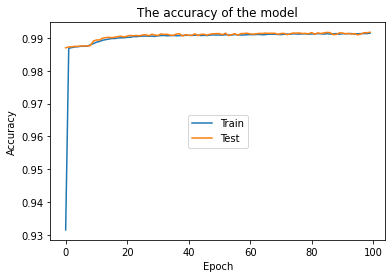 The accuracy of the model
Accuracy
0.99
0.98
0.97
0.96
0.95
0.94
0.93
Train
Test
0
20
40
60
80
100
Epoch